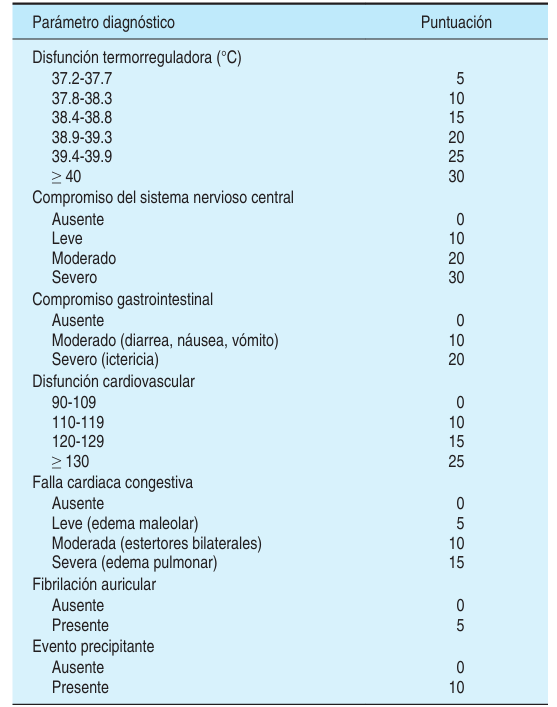 Parámetro diagnóstico Puntuación
Disfunción termorreguladora (°C)
37.2-37.7 5
37.8-38.3 10
38.4-38.8 15
38.9-39.3 20
39.4-39.9 25
≥ 40 30
Compromiso del sistema nervioso central
Ausente 0
Leve 10
Moderado 20
Severo 30
Compromiso gastrointestinal
Ausente 0
Moderado (diarrea, náusea, vómito) 10
Severo (ictericia) 20
Disfunción cardiovascular
90-109 0
110-119 10
120-129 15
≥ 130 25
Falla cardiaca congestiva
Ausente 0
Leve (edema maleolar) 5
Moderada (estertores bilaterales) 10
Severa (edema pulmonar) 15
Fibrilación auricular
Ausente 0
Presente 5
Evento precipitante
Ausente 0
Presente 10